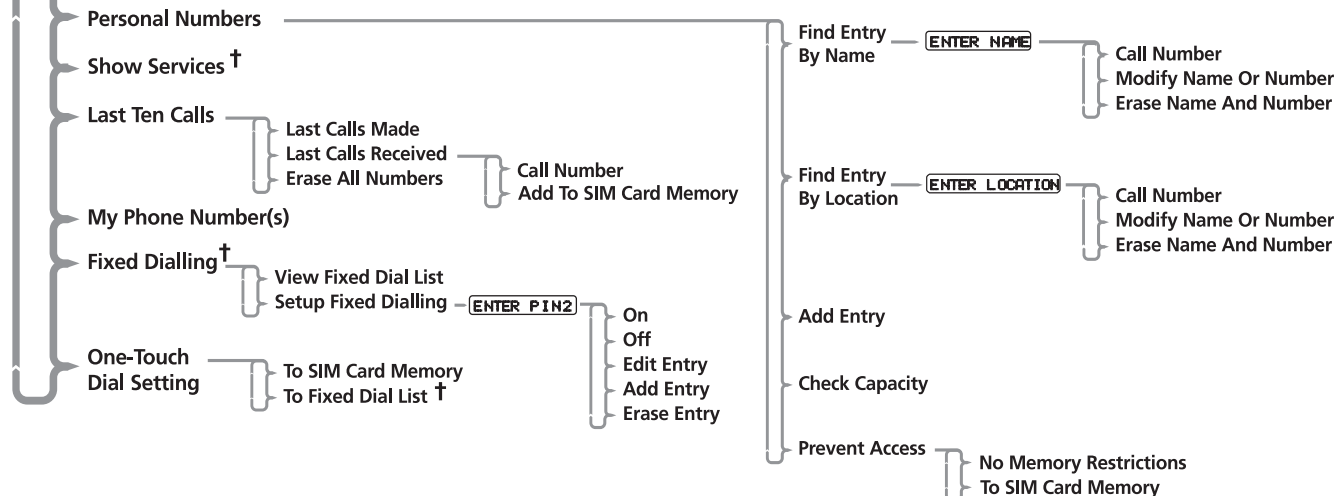 Personal Numbers
Show Services †
Last Ten Calls
Last Calls Made
Last Calls Received
Erase All Numbers
Call Number
Add To SIM Card Memory
My Phone Number(s)
Fixed Dialling †
View Fixed Dial List
Setup Fixed Dialling
ENTER PIN2
On
Off
Edit Entry
Add Entry
Erase Entry
One-Touch
Dial Setting
To SIM Card Memory
To Fixed Dial List †
Find Entry
By Name
ENTER NAME
Call Number
Modify Name Or Number
Erase Name And Number
Find Entry
By Location
ENTER LOCATION
Call Number
Modify Name Or Number
Erase Name And Number
Add Entry
Check Capacity
Prevent Access
No Memory Restrictions
To SIM Card Memory